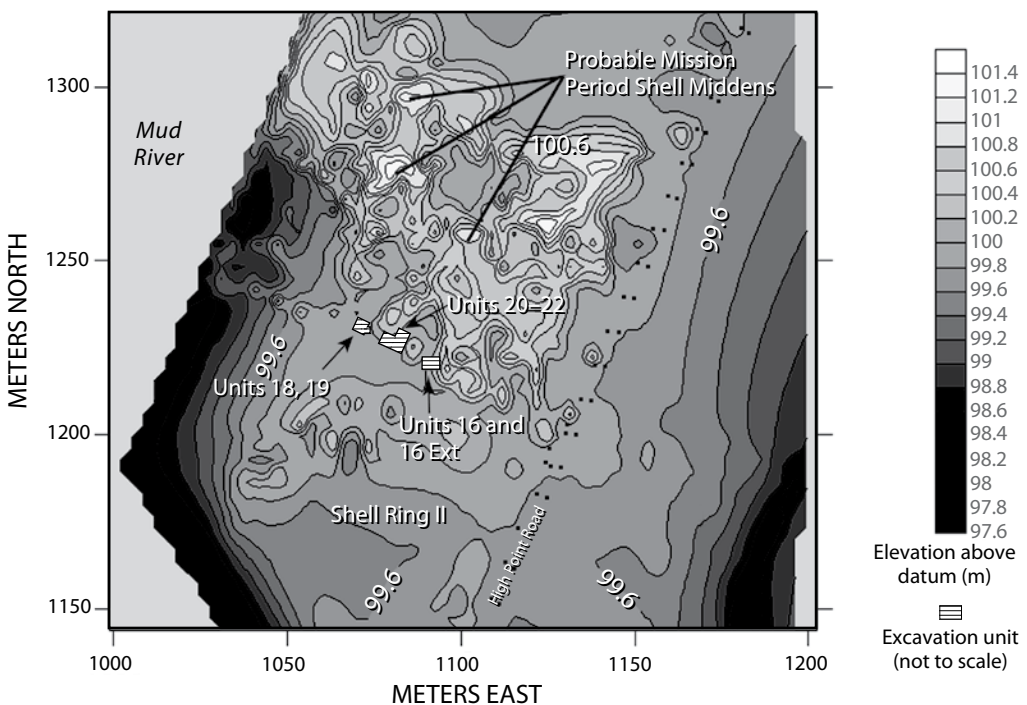 1300
1250
1200
1150
METERS NORTH
1000
1050
1100
1150
1200
METERS EAST
Mud
River
Probable Mission
Period Shell Middens
100.6
99.6
Units 20=22
99.6
Units 18, 19
Units 16 and
16 Ext
Shell Ring II
High Point Road
99.6
99.6
101.4
101.2
101
100.8
100.6
100.4
100.2
100
99.8
99.6
99.4
99.2
99
98.8
98.6
98.4
98.2
98
97.8
97.6
Elevation above
datum (m)
Excavation unit
(not to scale)